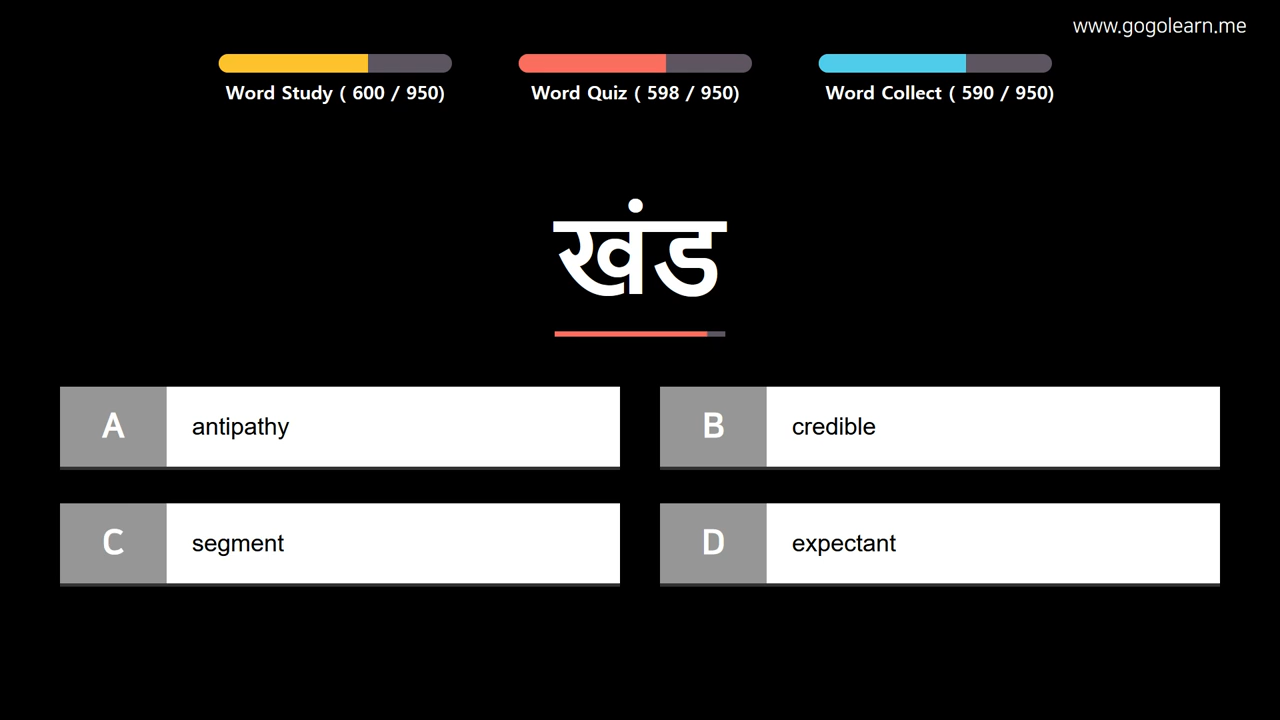 www.gogolearn.me
Word Study ( 600 / 950)
Word Quiz ( 598 / 950)
Word Collect ( 590 / 950)
खंड
A antipathy
B credible
C segment
D expectant